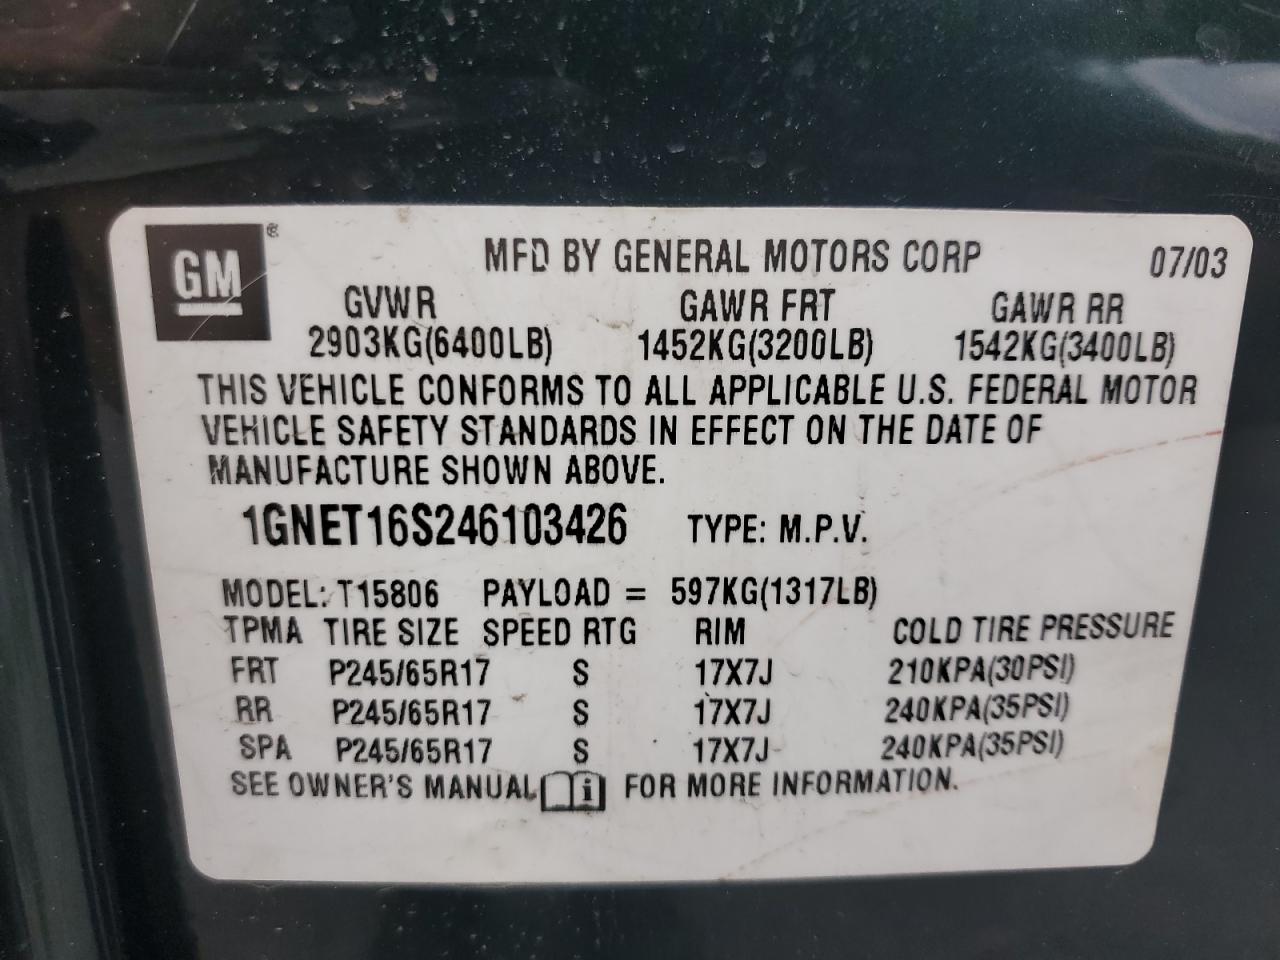 GM ® MFD BY GENERAL MOTORS CORP 07/03
GVWR GAWR FRT GAWR RR
2903KG(6400LB) 1452KG(3200LB) 1542KG(3400LB)
THIS VEHICLE CONFORMS TO ALL APPLICABLE U.S. FEDERAL MOTOR
VEHICLE SAFETY STANDARDS IN EFFECT ON THE DATE OF
MANUFACTURE SHOWN ABOVE.
1GNET16S246103426 TYPE: M.P.V.
MODEL: T15806 PAYLOAD = 597KG(1317LB)
TPMA TIRE SIZE SPEED RTG RIM COLD TIRE PRESSURE
FRT P245/65R17 S 17X7J 210KPA(30PSI)
RR P245/65R17 S 17X7J 240KPA(35PSI)
SPA P245/65R17 S 17X7J 240KPA(35PSI)
SEE OWNER'S MANUAL i FOR MORE INFORMATION.